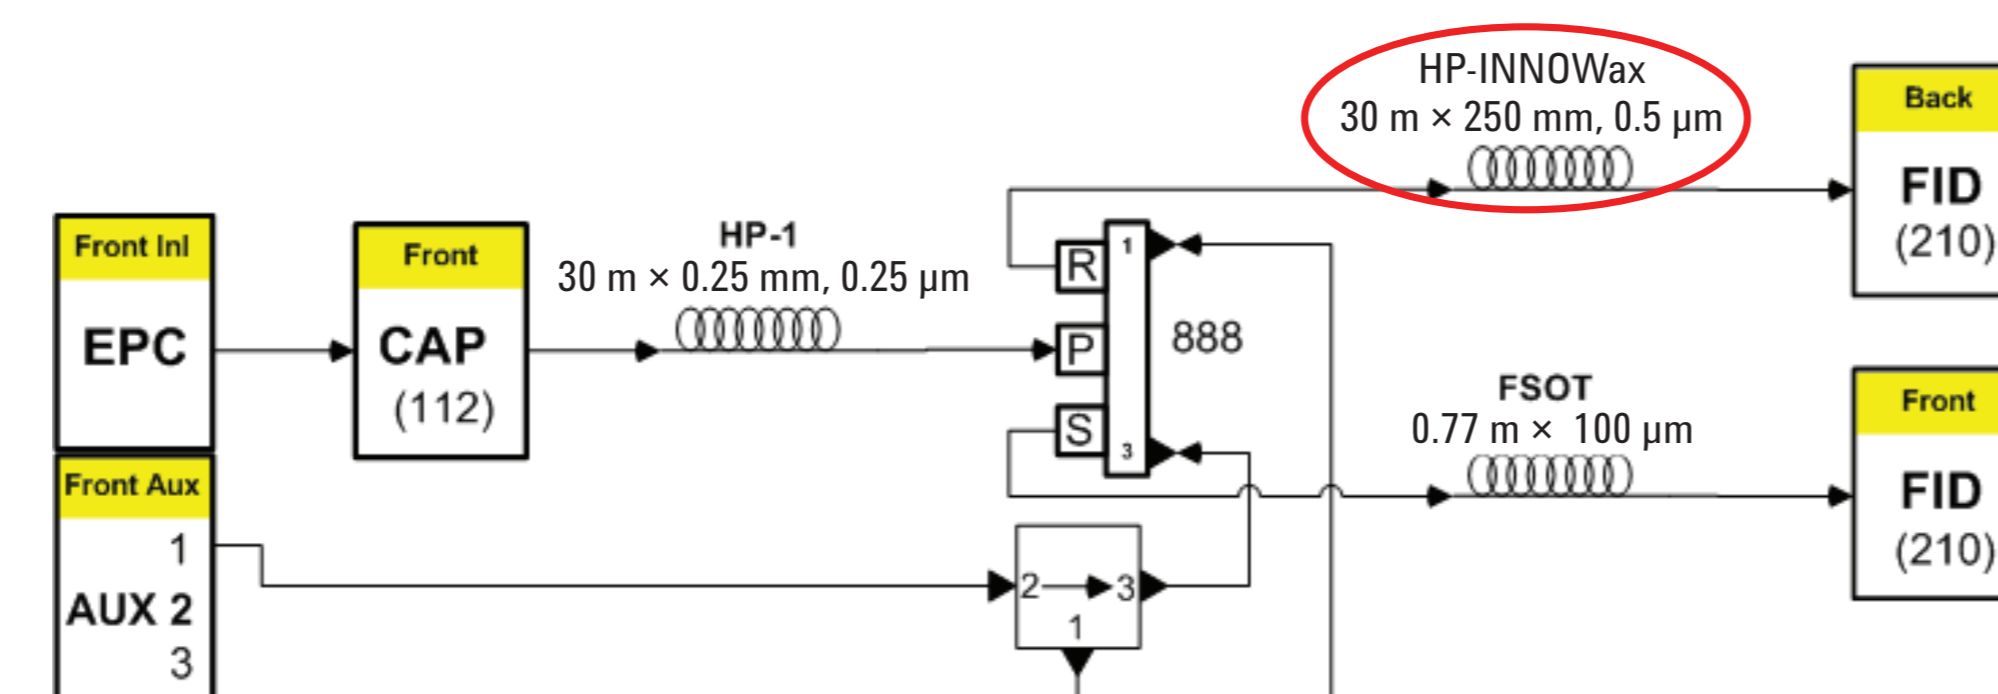 HP-INNOWax
30 m × 250 mm, 0.5 µm
Back
FID
(210)
Front Inl
EPC
Front
CAP
(112)
HP-1
30 m × 0.25 mm, 0.25 µm
R
P
S
1
3
888
FSOT
0.77 m × 100 µm
Front
FID
(210)
Front Aux
1
AUX 2
3
2
3
1